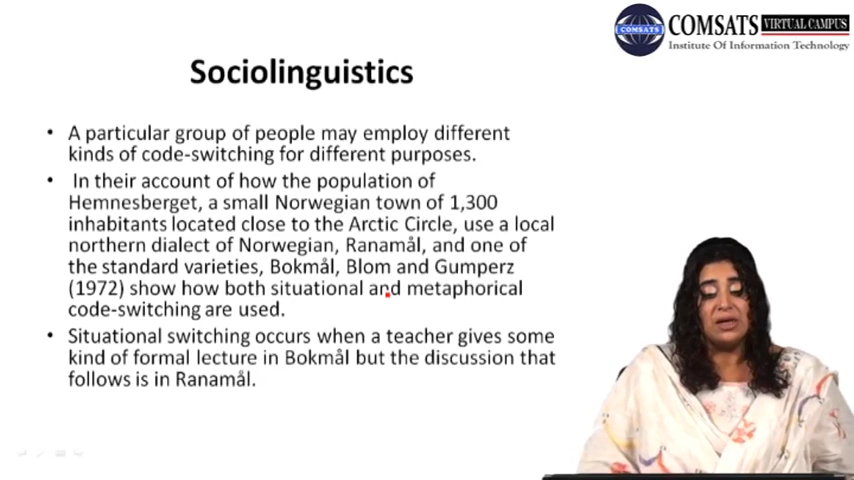 COMSATS VIRTUAL CAMPUS
COMSATS
Institute Of Information Technology
Sociolinguistics
• A particular group of people may employ different
kinds of code-switching for different purposes.
• In their account of how the population of
Hemnesberget, a small Norwegian town of 1,300
inhabitants located close to the Arctic Circle, use a local
northern dialect of Norwegian, Ranamål, and one of
the standard varieties, Bokmål, Blom and Gumperz
(1972) show how both situational and metaphorical
code-switching are used.
• Situational switching occurs when a teacher gives some
kind of formal lecture in Bokmål but the discussion that
follows is in Ranamål.